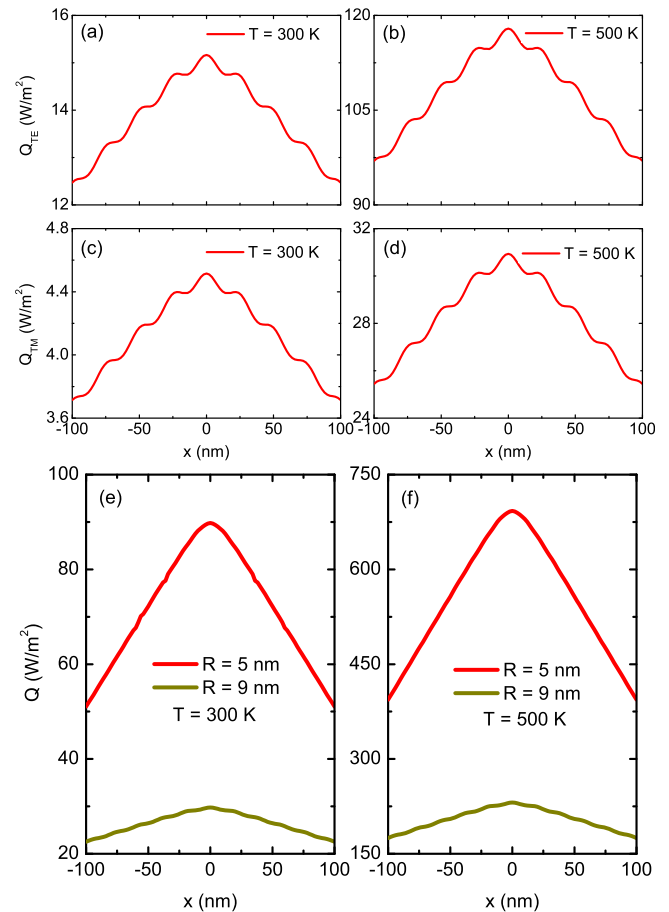 16
(a)
T = 300 K
14
12
Q_TE (W/m²)
120
(b)
T = 500 K
105
90
4.8
(c)
T = 300 K
4.4
4.0
3.6
Q_TM (W/m²)
-100 -50 0 50 100
x (nm)
31
(d)
T = 500 K
28
26
24
-100 -50 0 50 100
x (nm)
100
(e)
80
60
40
20
Q (W/m²)
R = 5 nm
R = 9 nm
T = 300 K
-100 -50 0 50 100
x (nm)
750
(f)
600
450
300
150
R = 5 nm
R = 9 nm
T = 500 K
-100 -50 0 50 100
x (nm)